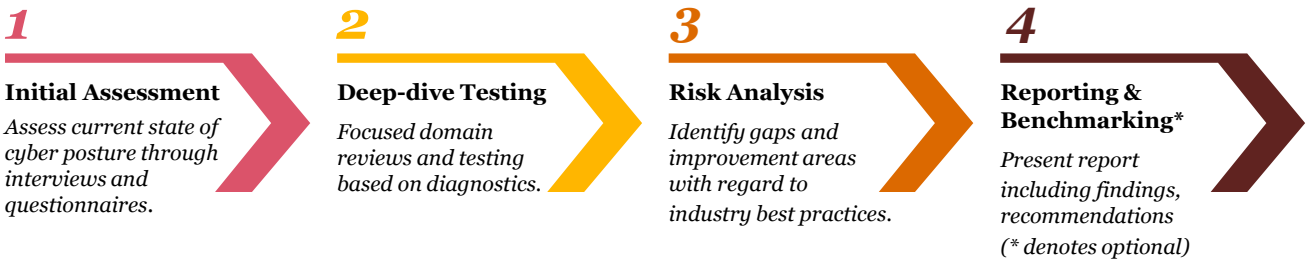 1
Initial Assessment
Assess current state of
cyber posture through
interviews and
questionnaires.
2
Deep-dive Testing
Focused domain
reviews and testing
based on diagnostics.
3
Risk Analysis
Identify gaps and
improvement areas
with regard to
industry best practices.
4
Reporting &
Benchmarking*
Present report
including findings,
recommendations
(* denotes optional)